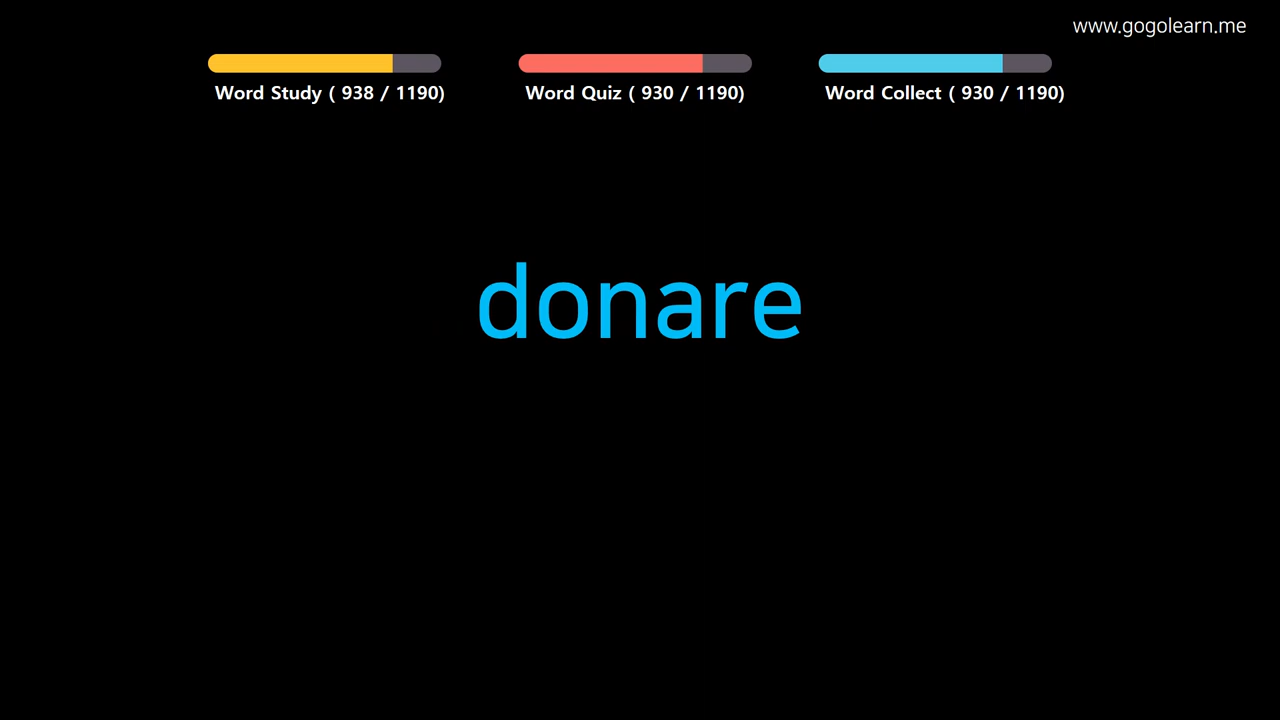 www.gogolearn.me
Word Study ( 938 / 1190)
Word Quiz ( 930 / 1190)
Word Collect ( 930 / 1190)
donare